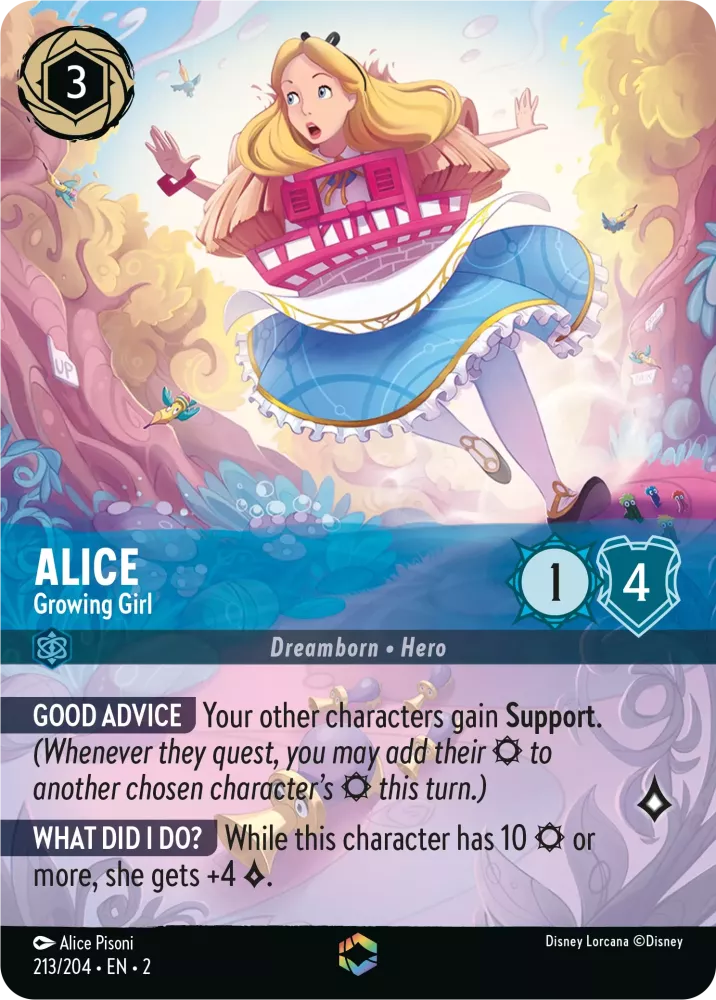 3
UP
ALICE
Growing Girl
1
4
Dreamborn • Hero
GOOD ADVICE Your other characters gain Support.
(Whenever they quest, you may add their to
another chosen character's this turn.)
WHAT DID I DO? While this character has 10 or
more, she gets +4 .
Alice Pisoni
Disney Lorcana ©Disney
213/204 • EN • 2